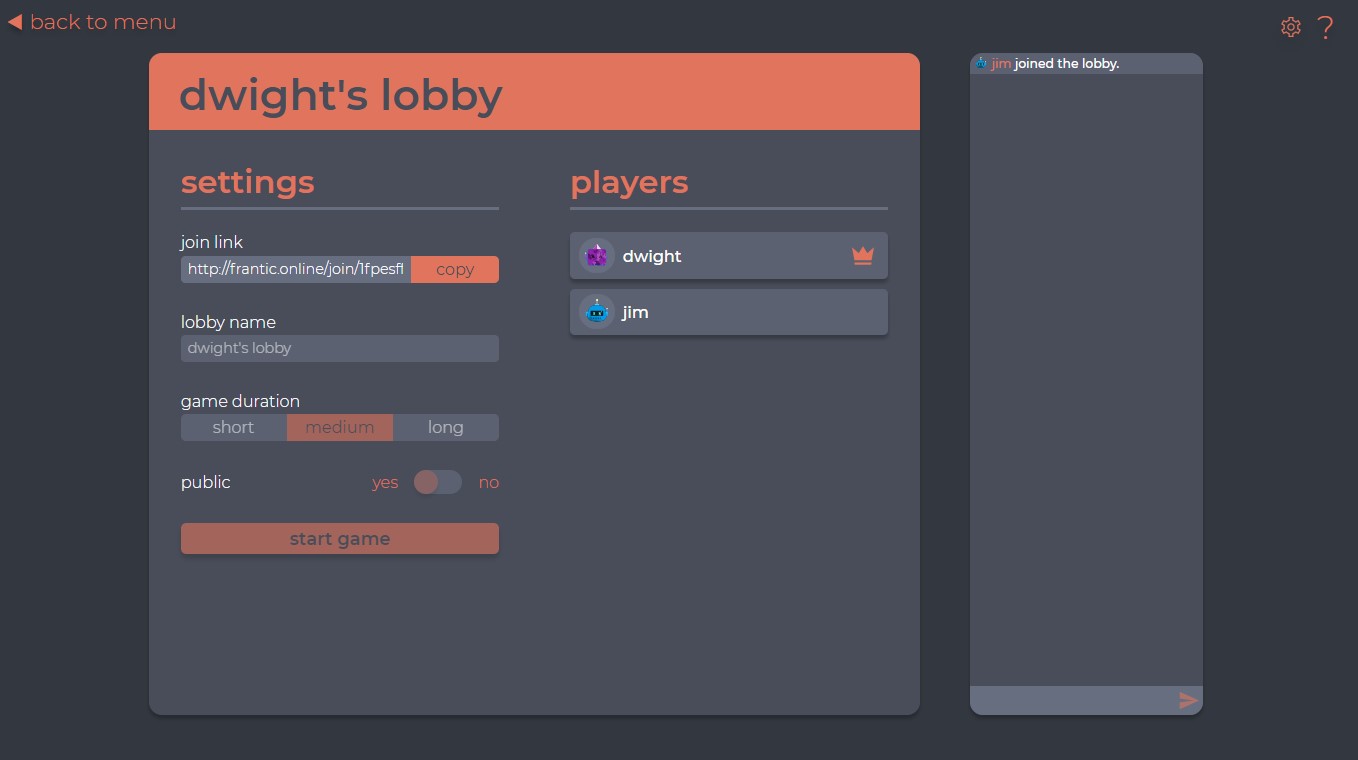 back to menu
?
dwight's lobby
jim joined the lobby.
settings
join link
http://frantic.online/join/1fpesfl
copy
lobby name
dwight's lobby
game duration
short medium long
public yes no
start game
players
dwight
jim